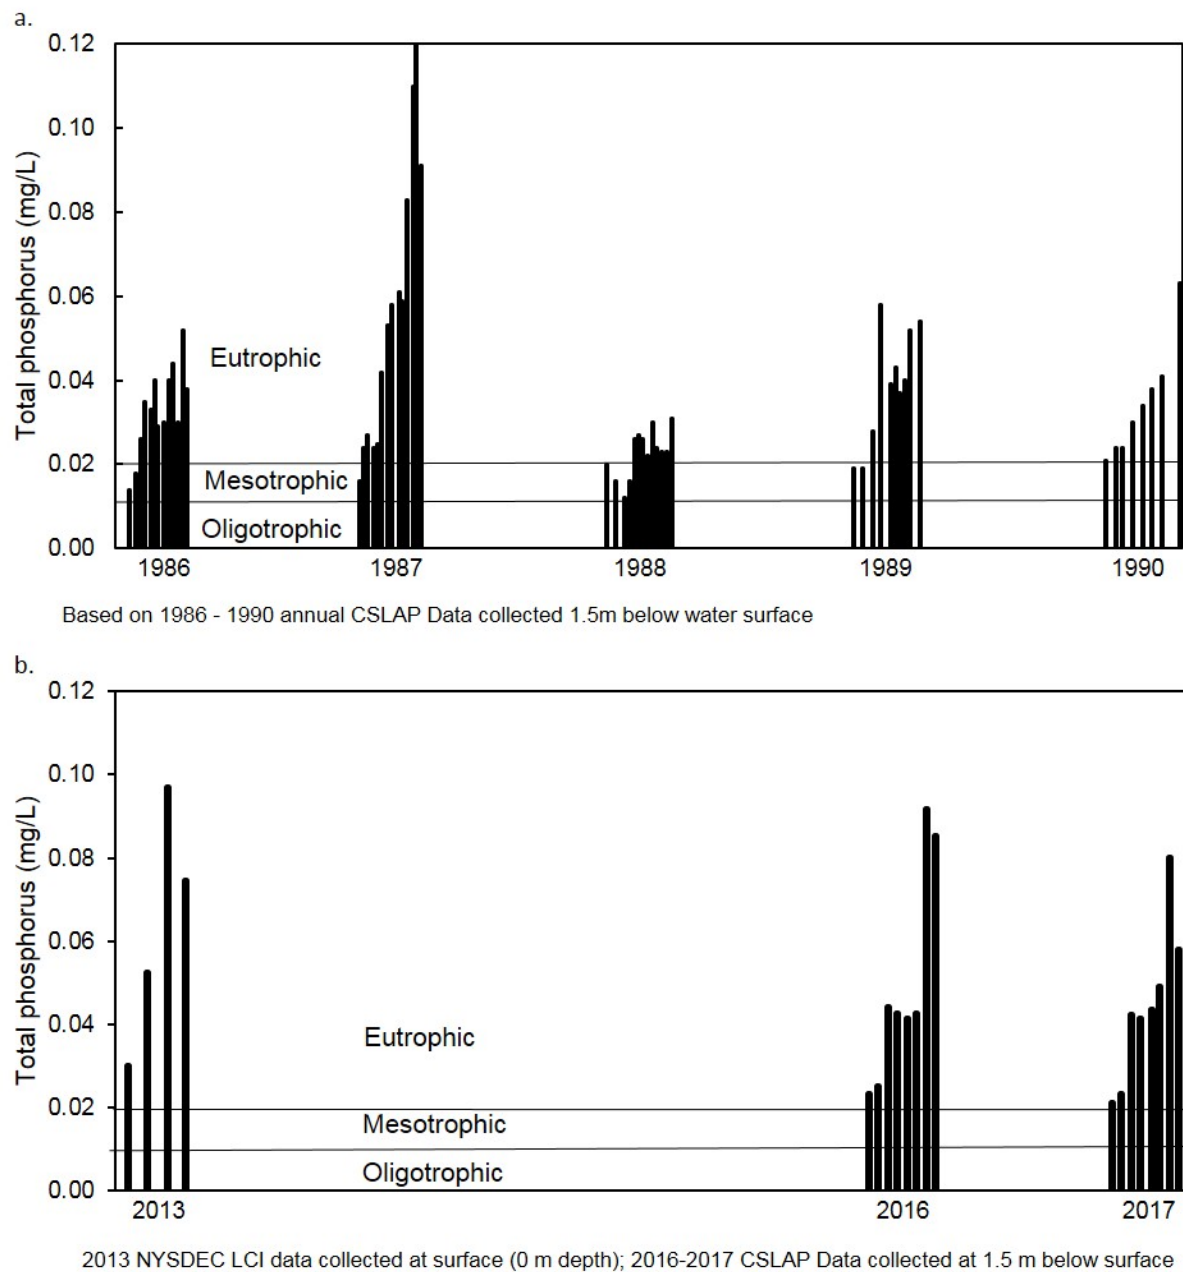 a.
0.12
0.10
0.08
0.06
0.04
0.02
0.00
Total phosphorus (mg/L)
Eutrophic
Mesotrophic
Oligotrophic
1986 1987 1988 1989 1990
Based on 1986 - 1990 annual CSLAP Data collected 1.5m below water surface
b.
0.12
0.10
0.08
0.06
0.04
0.02
0.00
Total phosphorus (mg/L)
Eutrophic
Mesotrophic
Oligotrophic
2013 2016 2017
2013 NYSDEC LCI data collected at surface (0 m depth); 2016-2017 CSLAP Data collected at 1.5 m below surface